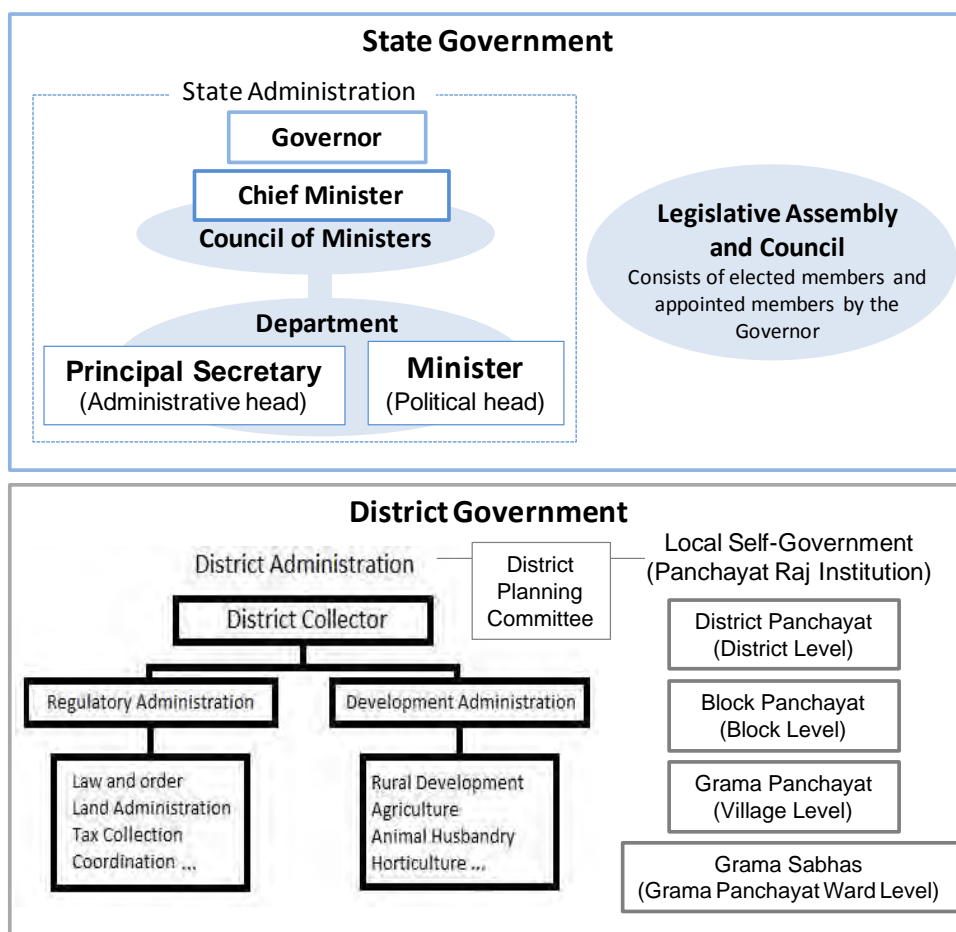 State Government
State Administration
Governor
Chief Minister
Council of Ministers
Department
Principal Secretary
(Administrative head)
Minister
(Political head)
Legislative Assembly
and Council
Consists of elected members and
appointed members by the
Governor
District Government
District Administration
District Collector
Regulatory Administration
Law and order
Land Administration
Tax Collection
Coordination ...
Development Administration
Rural Development
Agriculture
Animal Husbandry
Horticulture ...
District
Planning
Committee
Local Self-Government
(Panchayat Raj Institution)
District Panchayat
(District Level)
Block Panchayat
(Block Level)
Grama Panchayat
(Village Level)
Grama Sabhas
(Grama Panchayat Ward Level)